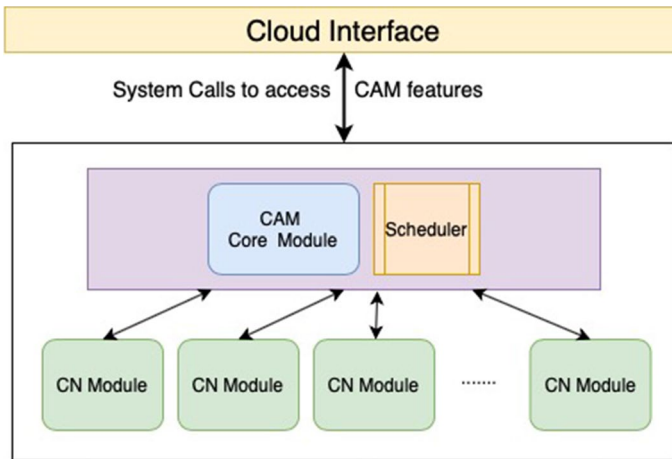 Cloud Interface
System Calls to access CAM features
CAM
Core Module
Scheduler
CN Module
CN Module
CN Module
.......
CN Module